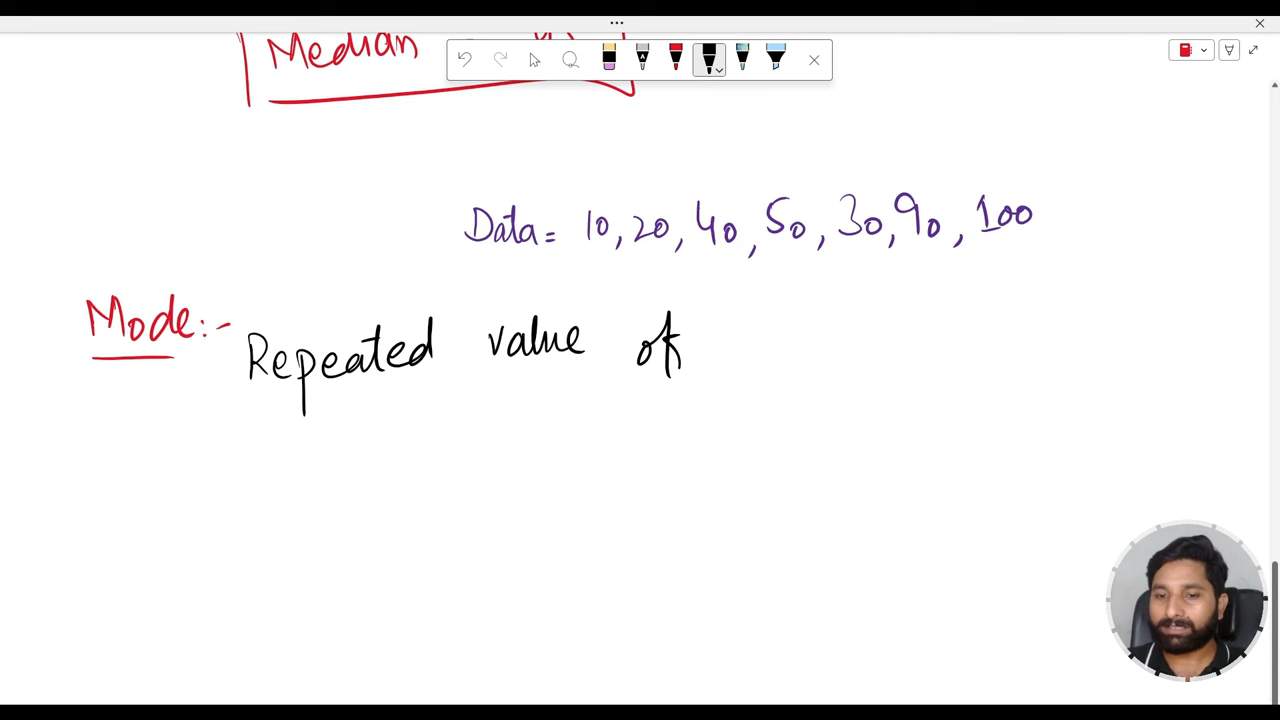 Median
Data = 10, 20, 40, 50, 30, 90, 100
Mode:-
Repeated value of